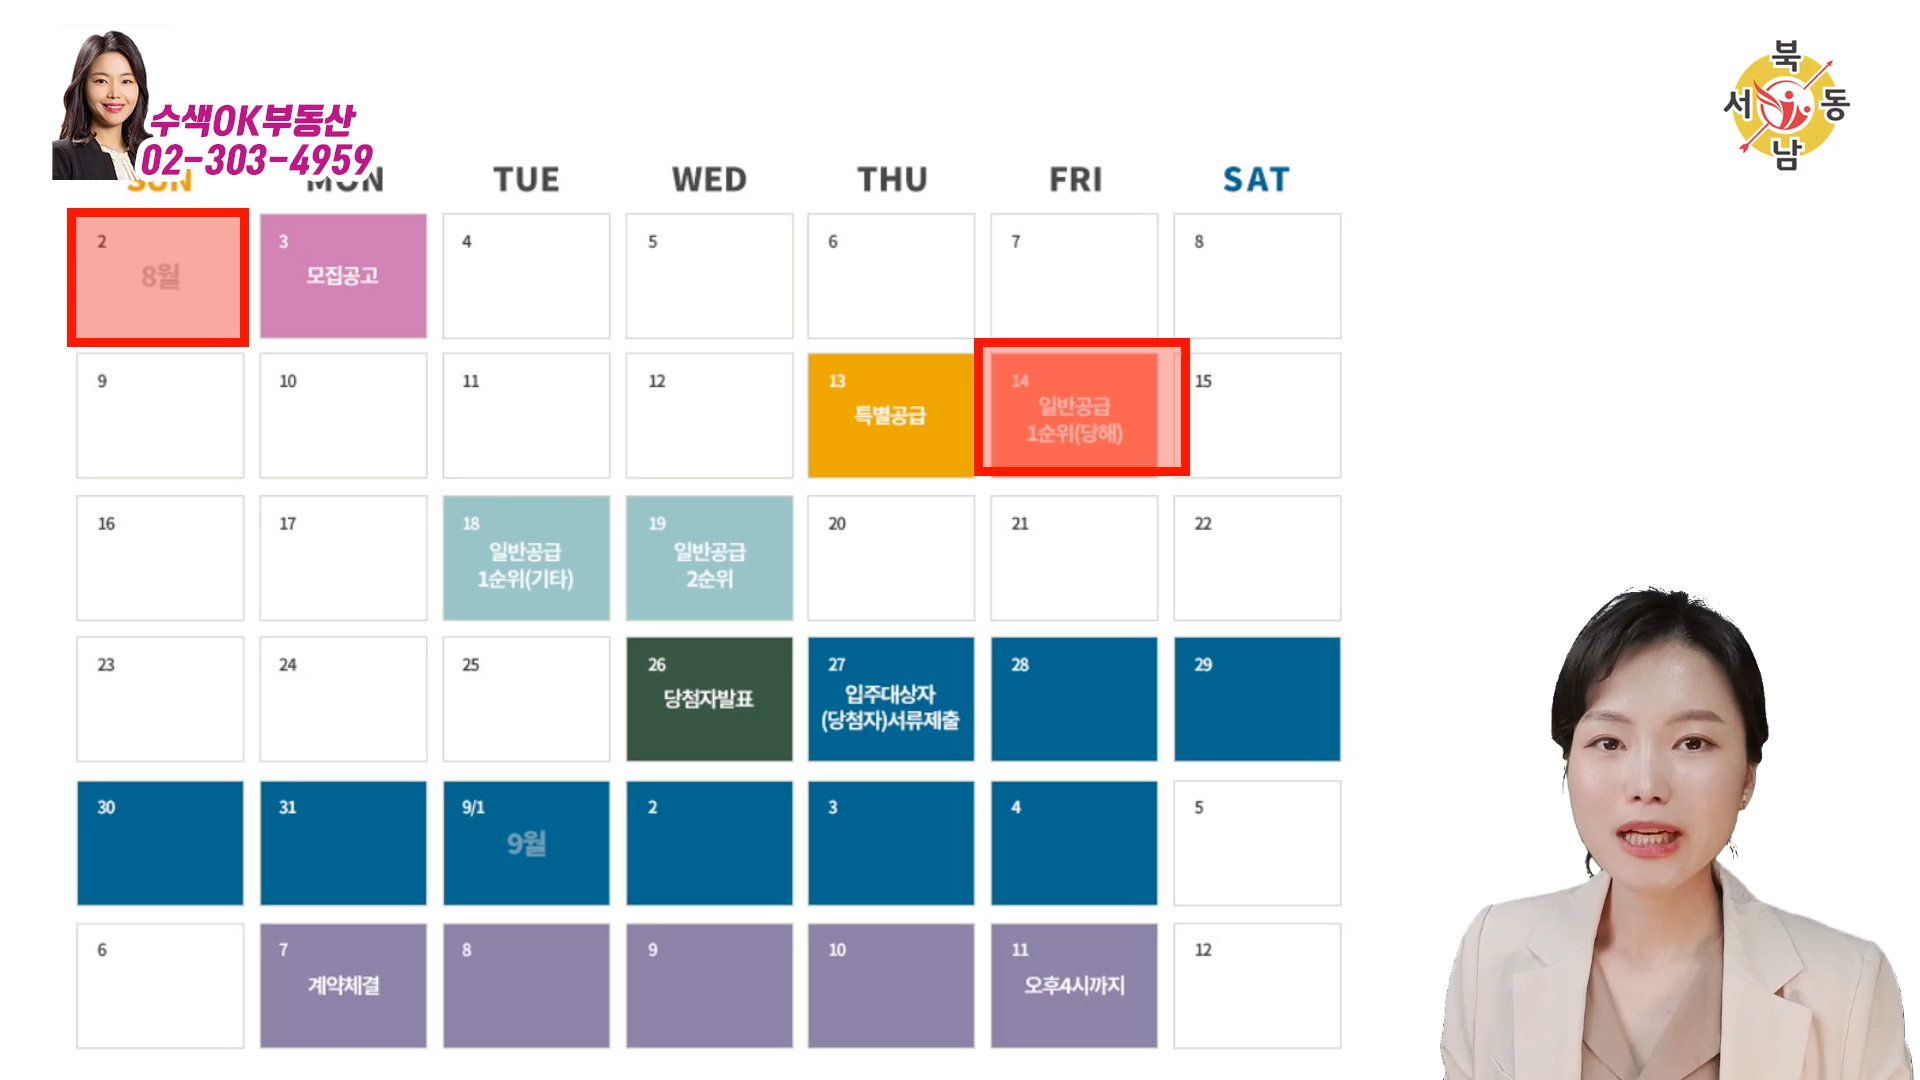 수색OK부동산
02-303-4959
북
서 동
남
SUN MON TUE WED THU FRI SAT
2 3 4 5 6 7 8
8월 모집공고
9 10 11 12 13 14 15
특별공급 일반공급
1순위(당해)
16 17 18 19 20 21 22
일반공급 일반공급
1순위(기타) 2순위
23 24 25 26 27 28 29
당첨자발표 입주대상자
(당첨자)서류제출
30 31 9/1 2 3 4 5
9월
6 7 8 9 10 11 12
계약체결 오후4시까지